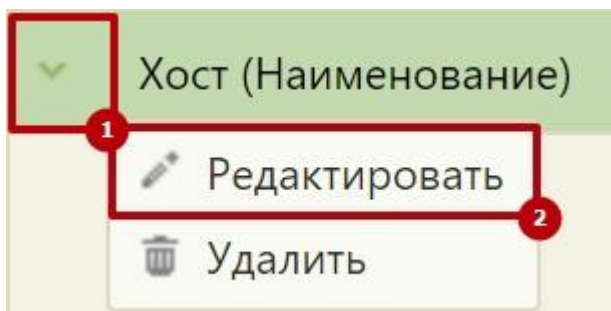 Хост (Наименование)
1
Редактировать
2
Удалить